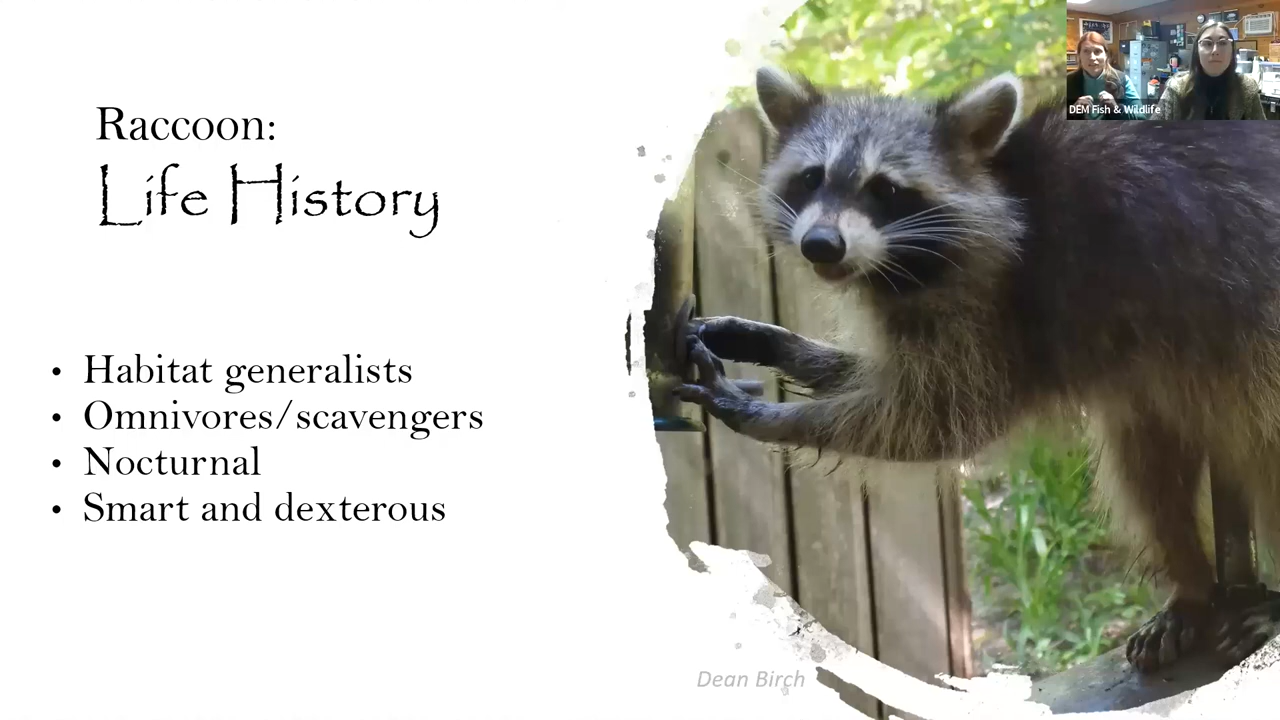 Raccoon:
Life History
• Habitat generalists
• Omnivores/scavengers
• Nocturnal
• Smart and dexterous
Dean Birch
DEM Fish & Wildlife